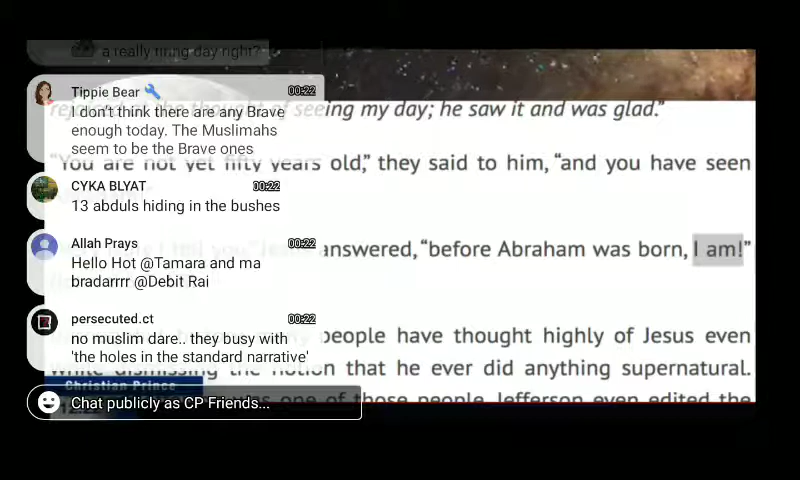 a really tiring day right?
Tippie Bear 00:22
I don't think there are any Brave
enough today. The Muslimahs
seem to be the Brave ones
CYKA BLYAT 00:22
13 abduls hiding in the bushes
Allah Prays 00:22
Hello Hot @Tamara and ma
bradarrrr @Debit Rai
persecuted.ct 00:22
no muslim dare.. they busy with
'the holes in the standard narrative'
Chat publicly as CP Friends...
rejoiced at the thought of seeing my day; he saw it and was glad."
"You are not yet fifty years old," they said to him, "and you have seen
answered, "before Abraham was born, I am!"
people have thought highly of Jesus even
while dismissing the notion that he ever did anything supernatural.
was one of those people. Jefferson even edited the
Christian Prince